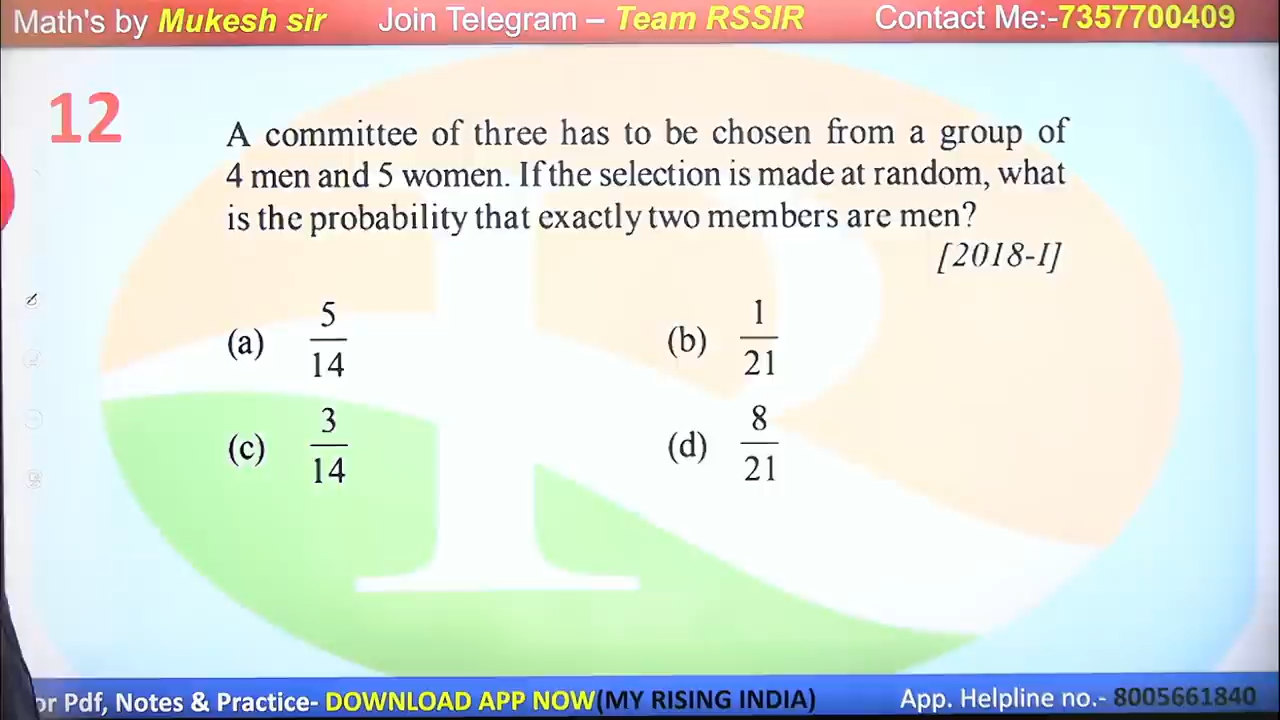 Math's by Mukesh sir Join Telegram – Team RSSIR Contact Me:-7357700409
12
A committee of three has to be chosen from a group of
4 men and 5 women. If the selection is made at random, what
is the probability that exactly two members are men?
[2018-I]
(a) 5/14 (b) 1/21
(c) 3/14 (d) 8/21
or Pdf, Notes & Practice- DOWNLOAD APP NOW(MY RISING INDIA) App. Helpline no.- 8005661840